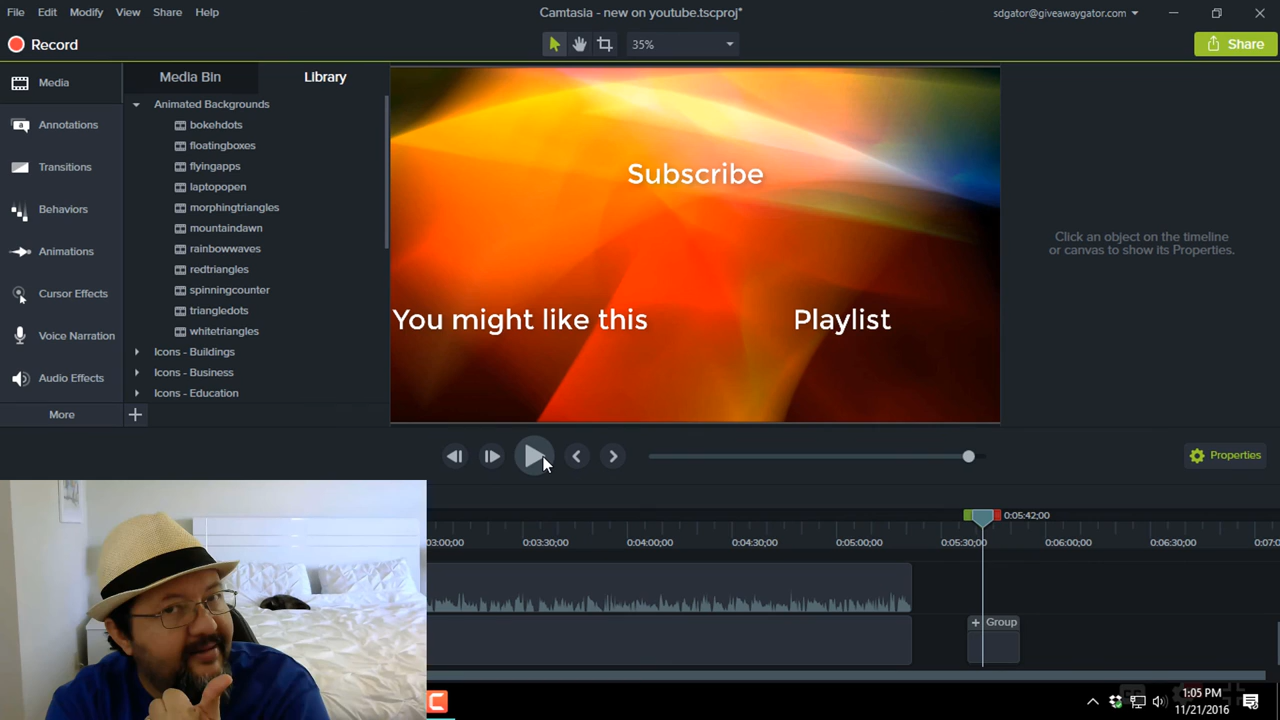 File Edit Modify View Share Help
Camtasia - new on youtube.tscproj*
sdgator@giveawaygator.com
Record
35%
Share
Media
Annotations
Transitions
Behaviors
Animations
Cursor Effects
Voice Narration
Audio Effects
More
Media Bin
Library
Animated Backgrounds
bokehdots
floatingboxes
flyingapps
laptopopen
morphingtriangles
mountaindawn
rainbowwaves
redtriangles
spinningcounter
triangledots
whitetriangles
Icons - Buildings
Icons - Business
Icons - Education
Subscribe
You might like this
Playlist
Click an object on the timeline
or canvas to show its Properties.
Properties
0:05:42;00
03:00;00 0:03:30;00 0:04:00;00 0:04:30;00 0:05:00;00 0:05:30;00 0:06:00;00 0:06:30;00 0:07:0
+ Group
1:05 PM
11/21/2016